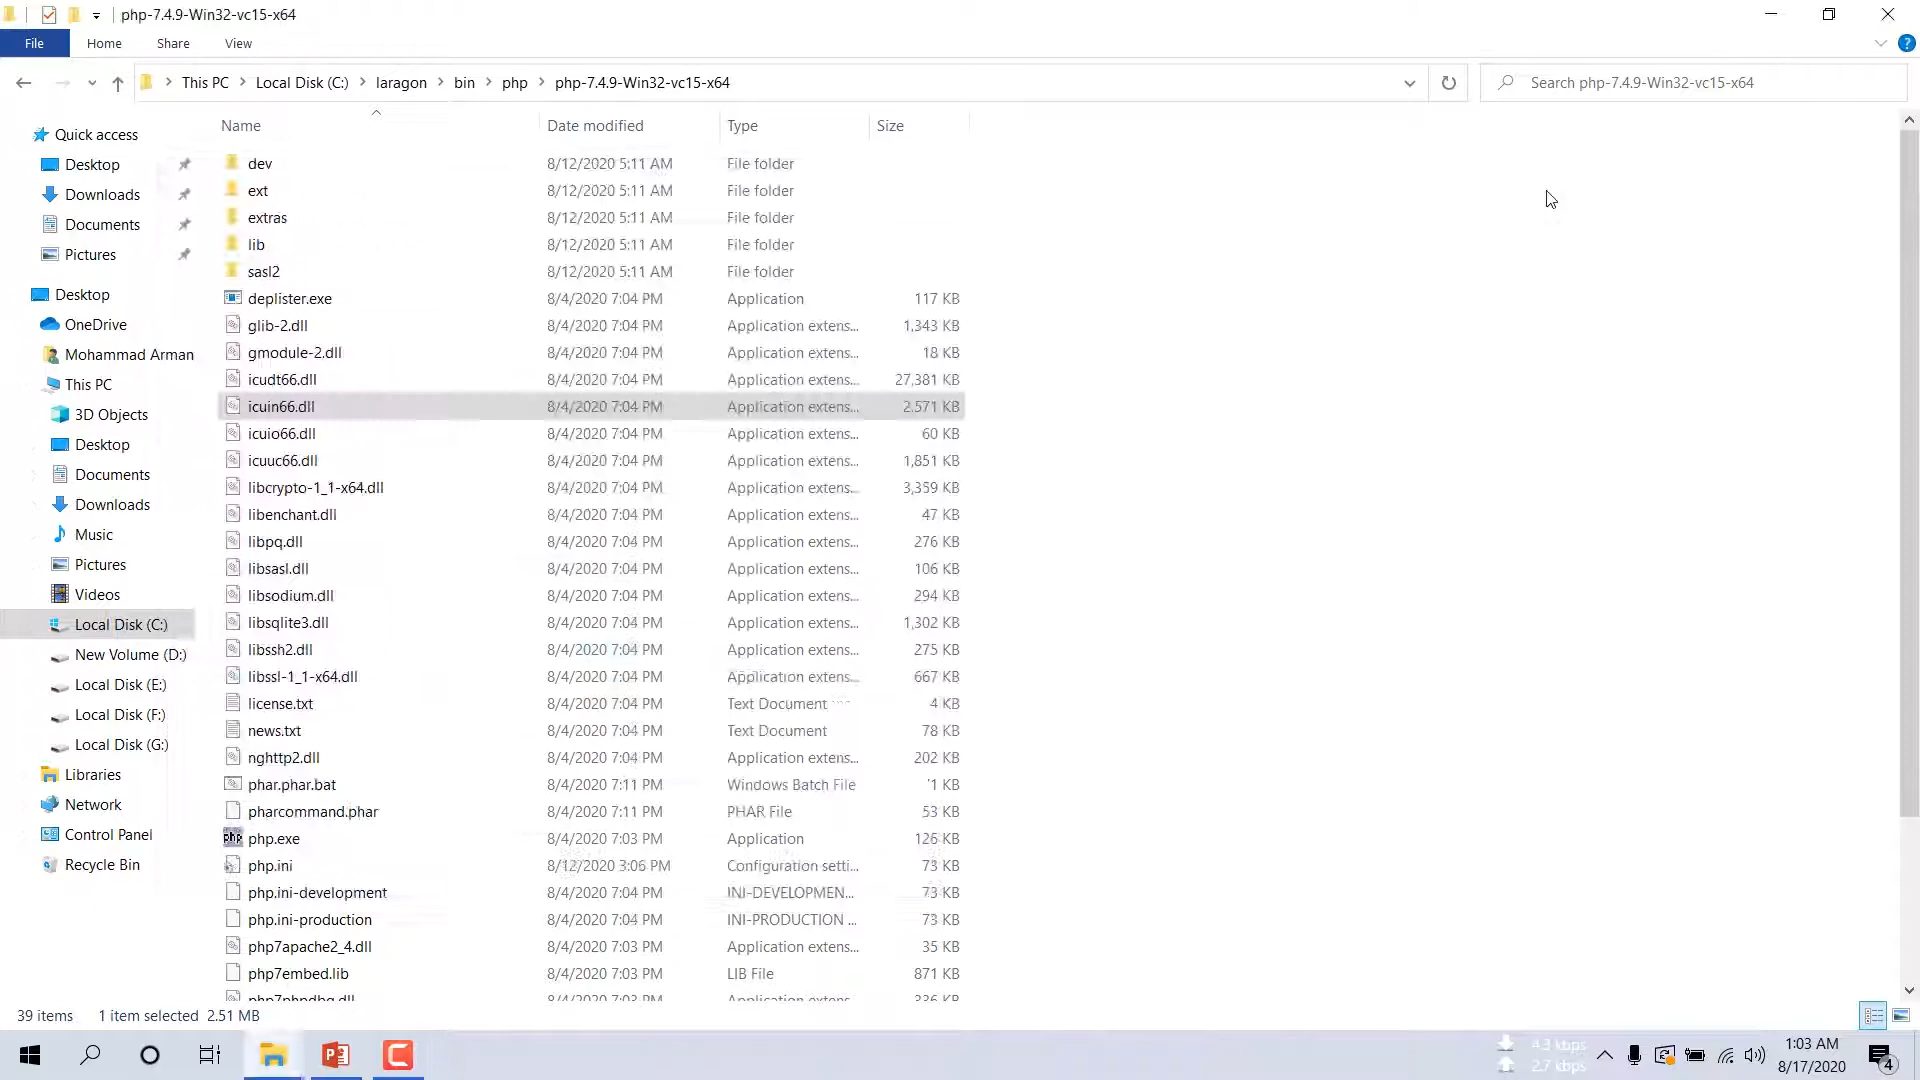 php-7.4.9-Win32-vc15-x64
File Home Share View
This PC Local Disk (C:) laragon bin php php-7.4.9-Win32-vc15-x64
Search php-7.4.9-Win32-vc15-x64
Quick access
Desktop
Downloads
Documents
Pictures
Desktop
OneDrive
Mohammad Arman
This PC
3D Objects
Desktop
Documents
Downloads
Music
Pictures
Videos
Local Disk (C:)
New Volume (D:)
Local Disk (E:)
Local Disk (F:)
Local Disk (G:)
Libraries
Network
Control Panel
Recycle Bin
Name Date modified Type Size
dev 8/12/2020 5:11 AM File folder
ext 8/12/2020 5:11 AM File folder
extras 8/12/2020 5:11 AM File folder
lib 8/12/2020 5:11 AM File folder
sasl2 8/12/2020 5:11 AM File folder
deplister.exe 8/4/2020 7:04 PM Application 117 KB
glib-2.dll 8/4/2020 7:04 PM Application extens... 1,343 KB
gmodule-2.dll 8/4/2020 7:04 PM Application extens... 18 KB
icudt66.dll 8/4/2020 7:04 PM Application extens... 27,381 KB
icuin66.dll 8/4/2020 7:04 PM Application extens... 2,571 KB
icuio66.dll 8/4/2020 7:04 PM Application extens... 60 KB
icuuc66.dll 8/4/2020 7:04 PM Application extens... 1,851 KB
libcrypto-1_1-x64.dll 8/4/2020 7:04 PM Application extens... 3,359 KB
libenchant.dll 8/4/2020 7:04 PM Application extens... 47 KB
libpq.dll 8/4/2020 7:04 PM Application extens... 276 KB
libsasl.dll 8/4/2020 7:04 PM Application extens... 106 KB
libsodium.dll 8/4/2020 7:04 PM Application extens... 294 KB
libsqlite3.dll 8/4/2020 7:04 PM Application extens... 1,302 KB
libssh2.dll 8/4/2020 7:04 PM Application extens... 275 KB
libssl-1_1-x64.dll 8/4/2020 7:04 PM Application extens... 667 KB
license.txt 8/4/2020 7:04 PM Text Document 4 KB
news.txt 8/4/2020 7:04 PM Text Document 78 KB
nghttp2.dll 8/4/2020 7:04 PM Application extens... 202 KB
phar.phar.bat 8/4/2020 7:11 PM Windows Batch File 1 KB
pharcommand.phar 8/4/2020 7:11 PM PHAR File 53 KB
php.exe 8/4/2020 7:03 PM Application 126 KB
php.ini 8/12/2020 3:06 PM Configuration setti... 73 KB
php.ini-development 8/4/2020 7:04 PM INI-DEVELOPMEN... 73 KB
php.ini-production 8/4/2020 7:04 PM INI-PRODUCTION ... 73 KB
php7apache2_4.dll 8/4/2020 7:03 PM Application extens... 35 KB
php7embed.lib 8/4/2020 7:03 PM LIB File 871 KB
php7phpdbg.dll 8/4/2020 7:03 PM Application extens... 336 KB
39 items 1 item selected 2.51 MB
4.3 kbps
2.7 kbps
1:03 AM
8/17/2020
4